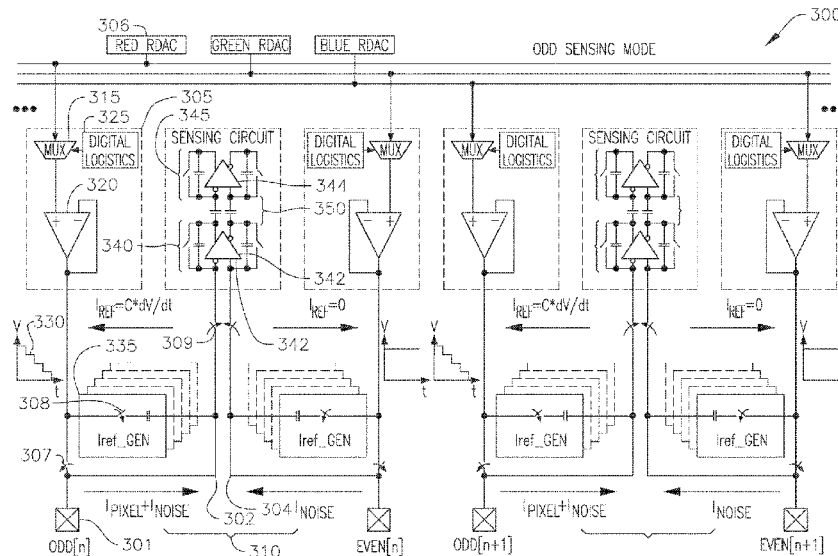 306
RED RDAC GREEN RDAC BLUE RDAC ODD SENSING MODE 300
315 305
325
345
MUX DIGITAL LOGISTICS SENSING CIRCUIT DIGITAL LOGISTICS MUX MUX DIGITAL LOGISTICS SENSING CIRCUIT DIGITAL LOGISTICS MUX
344
320
350
+ - - + + - - +
340
342
IREF=C*dV/dt IREF=0 IREF=C*dV/dt IREF=0
V 330 309 342 V V V
335
t t t
308
Iref_GEN Iref_GEN Iref_GEN Iref_GEN
307
IPIXEL+INOISE 302 304 INOISE IPIXEL+INOISE INOISE
301 310
ODD[n] EVEN[n] ODD[n+1] EVEN[n+1]